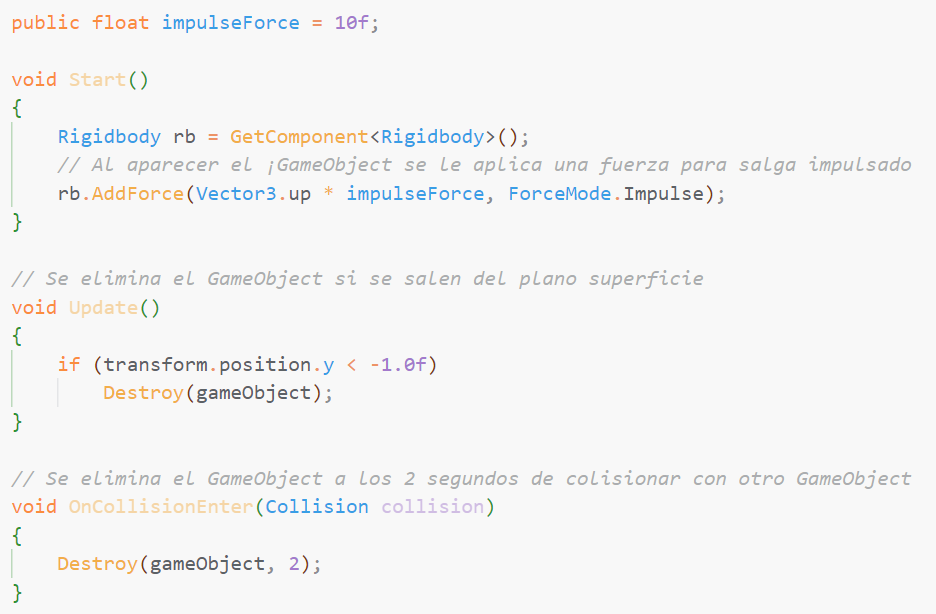 public float impulseForce = 10f;

void Start()
{
    Rigidbody rb = GetComponent<Rigidbody>();
    // Al aparecer el ¡GameObject se le aplica una fuerza para salga impulsado
    rb.AddForce(Vector3.up * impulseForce, ForceMode.Impulse);
}

// Se elimina el GameObject si se salen del plano superficie
void Update()
{
    if (transform.position.y < -1.0f)
        Destroy(gameObject);
}

// Se elimina el GameObject a los 2 segundos de colisionar con otro GameObject
void OnCollisionEnter(Collision collision)
{
    Destroy(gameObject, 2);
}